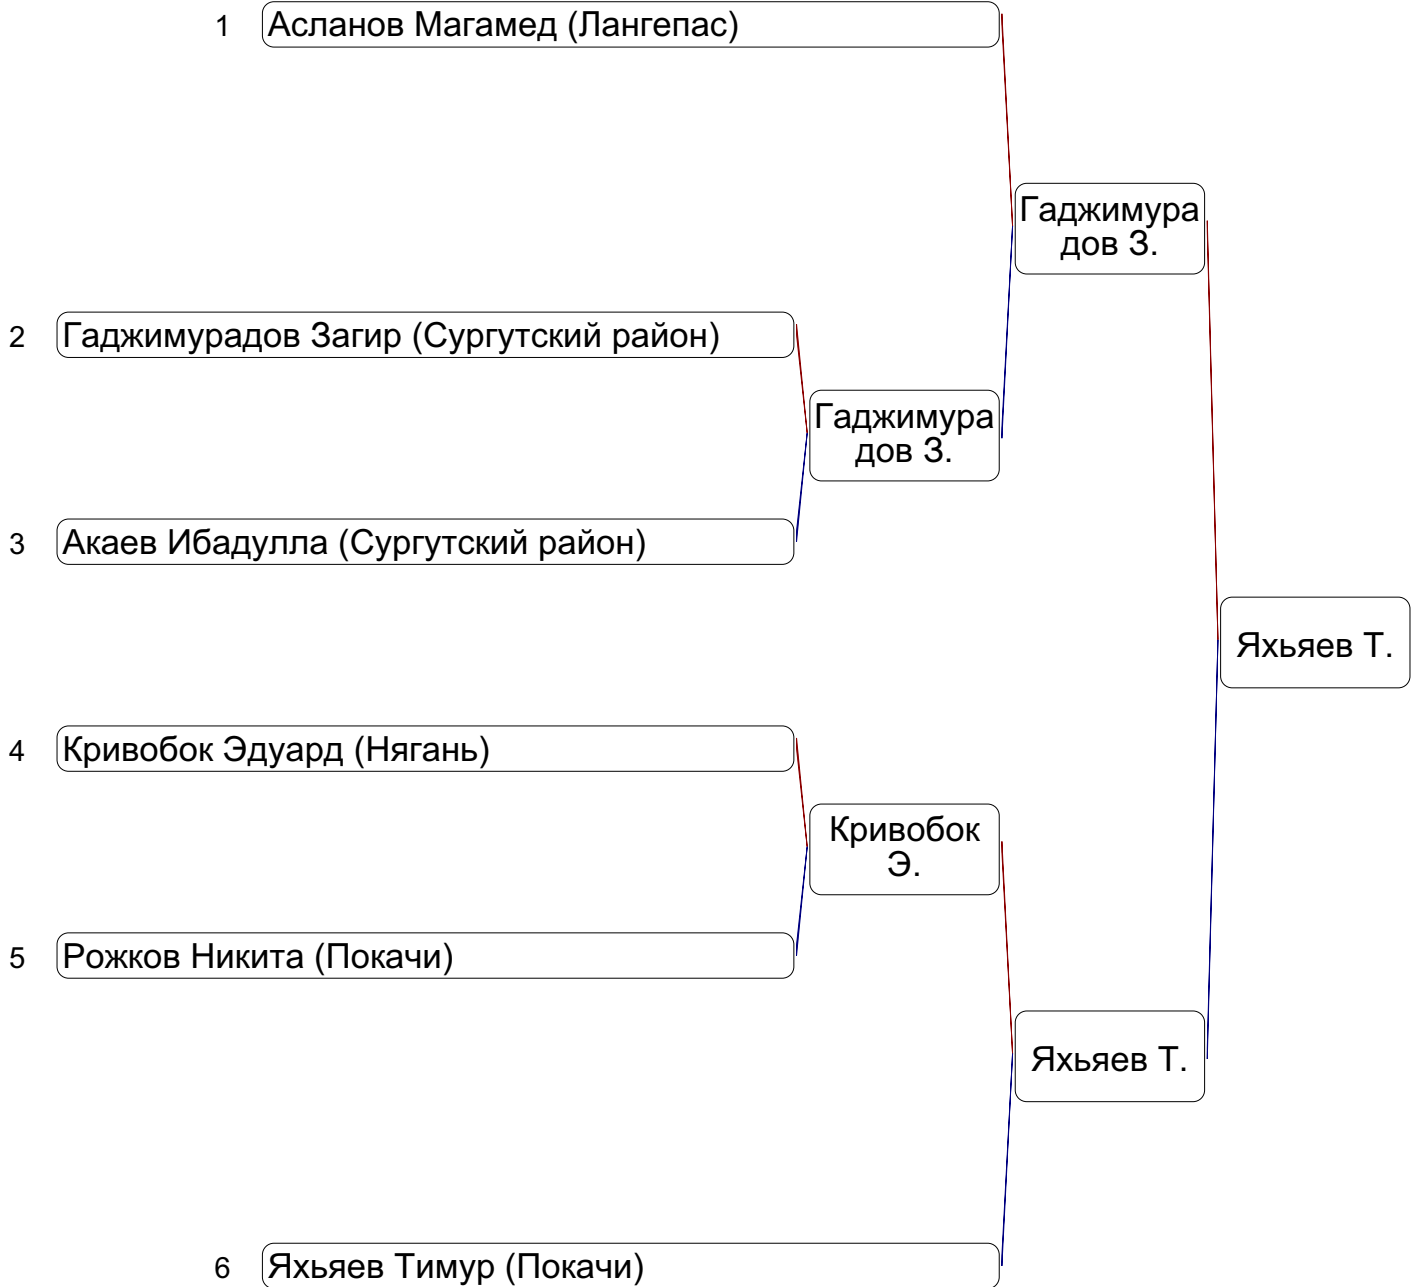 1 Асланов Магамед (Лангепас)
Гаджимура
дов З.
2 Гаджимурадов Загир (Сургутский район)
Гаджимура
дов З.
3 Акаев Ибадулла (Сургутский район)
Яхьяев Т.
4 Кривобок Эдуард (Нягань)
Кривобок
Э.
5 Рожков Никита (Покачи)
Яхьяев Т.
6 Яхьяев Тимур (Покачи)